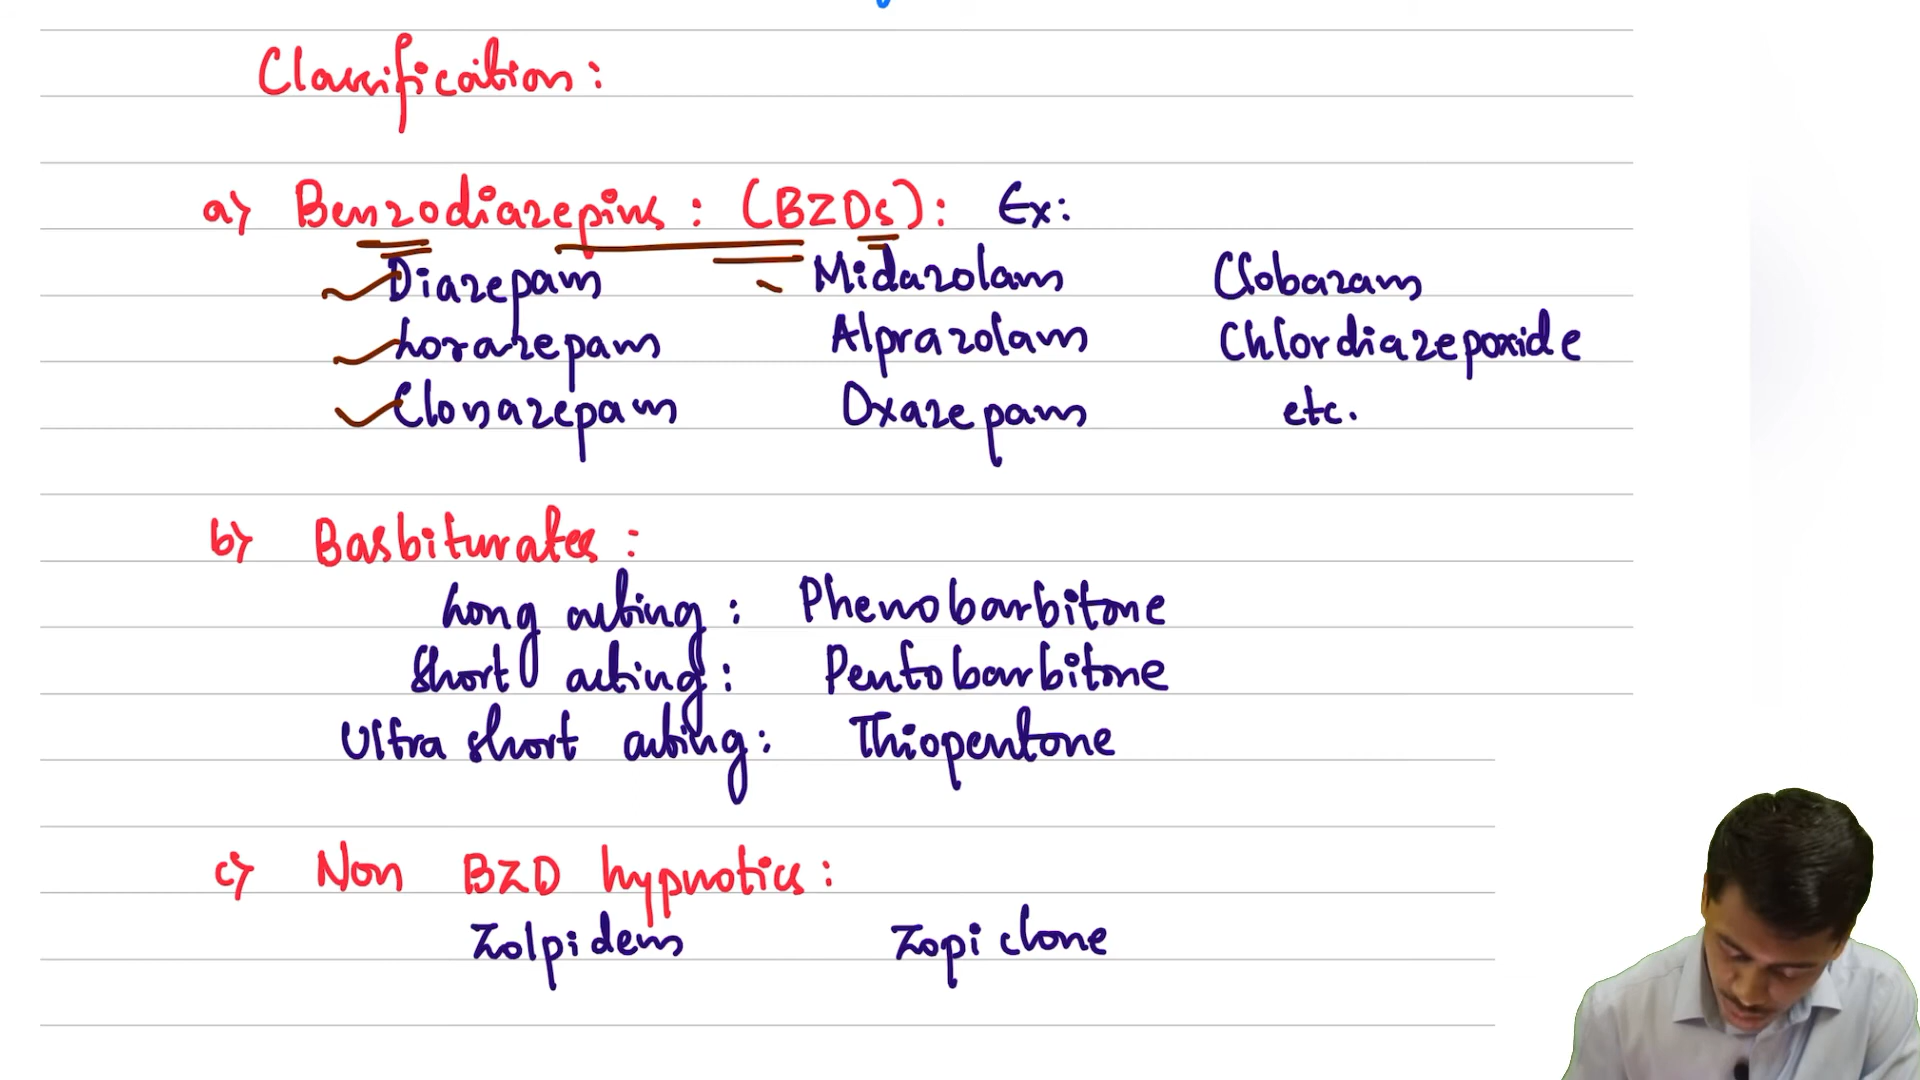 Classification:
a) Benzodiazepins: (BZDs): Ex:
Diazepam Midazolam Clobazam
Lorazepam Alprazolam Chlordiazepoxide
Clonazepam Oxazepam etc.
b) Barbiturates:
Long acting: Phenobarbitone
Short acting: Pentobarbitone
Ultra short acting: Thiopentone
c) Non BZD hypnotics:
Zolpidem Zopiclone